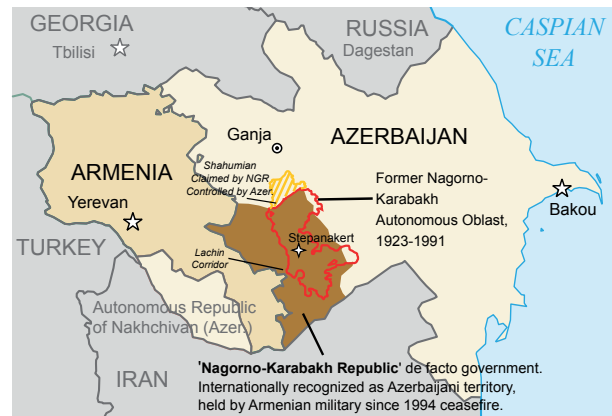 GEORGIA
Tbilisi
RUSSIA
Dagestan
CASPIAN
SEA
Ganja
AZERBAIJAN
ARMENIA
Shahumian
Claimed by NGR
Controlled by Azer.
Former Nagorno-
Karabakh
Autonomous Oblast,
1923-1991
Yerevan
Bakou
TURKEY
Stepanakert
Lachin
Corridor
Autonomous Republic
of Nakhchivan (Azer.)
'Nagorno-Karabakh Republic' de facto government.
Internationally recognized as Azerbaijani territory,
held by Armenian military since 1994 ceasefire.
IRAN